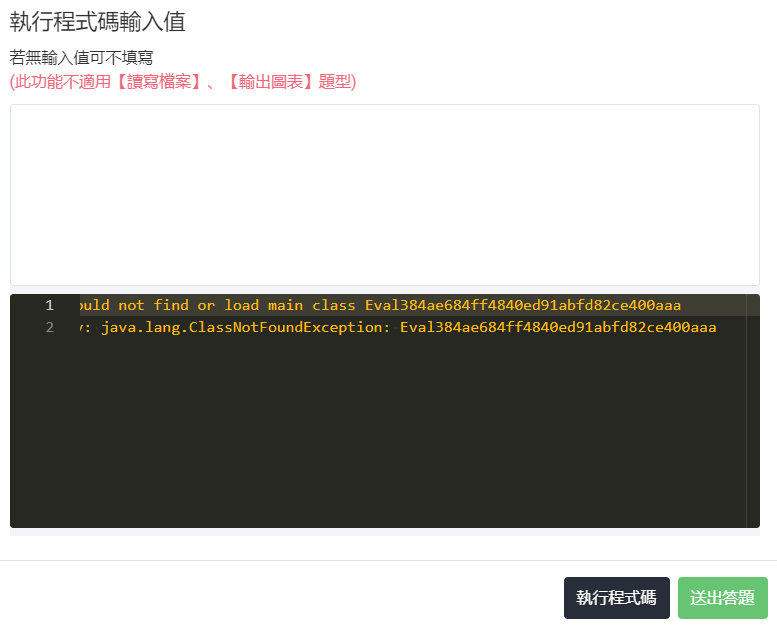 執行程式碼輸入值
若無輸入值可不填寫
(此功能不適用【讀寫檔案】、【輸出圖表】題型)
1 ould not find or load main class Eval384ae684ff4840ed91abfd82ce400aaa
2 : java.lang.ClassNotFoundException: Eval384ae684ff4840ed91abfd82ce400aaa
執行程式碼 送出答題